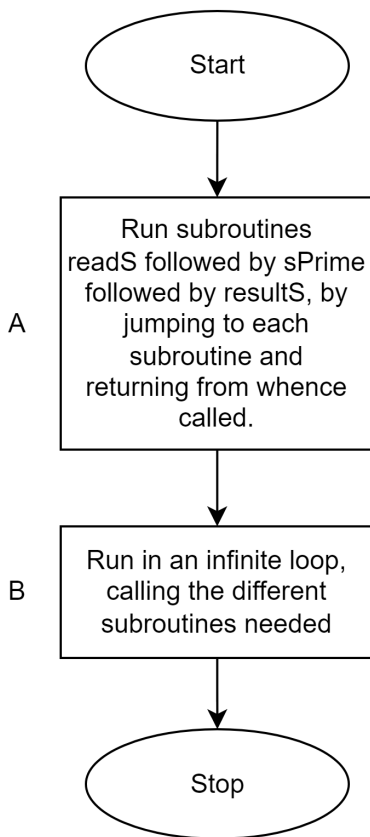 Start
A
Run subroutines
readS followed by sPrime
followed by resultS, by
jumping to each
subroutine and
returning from whence
called.
B
Run in an infinite loop,
calling the different
subroutines needed
Stop